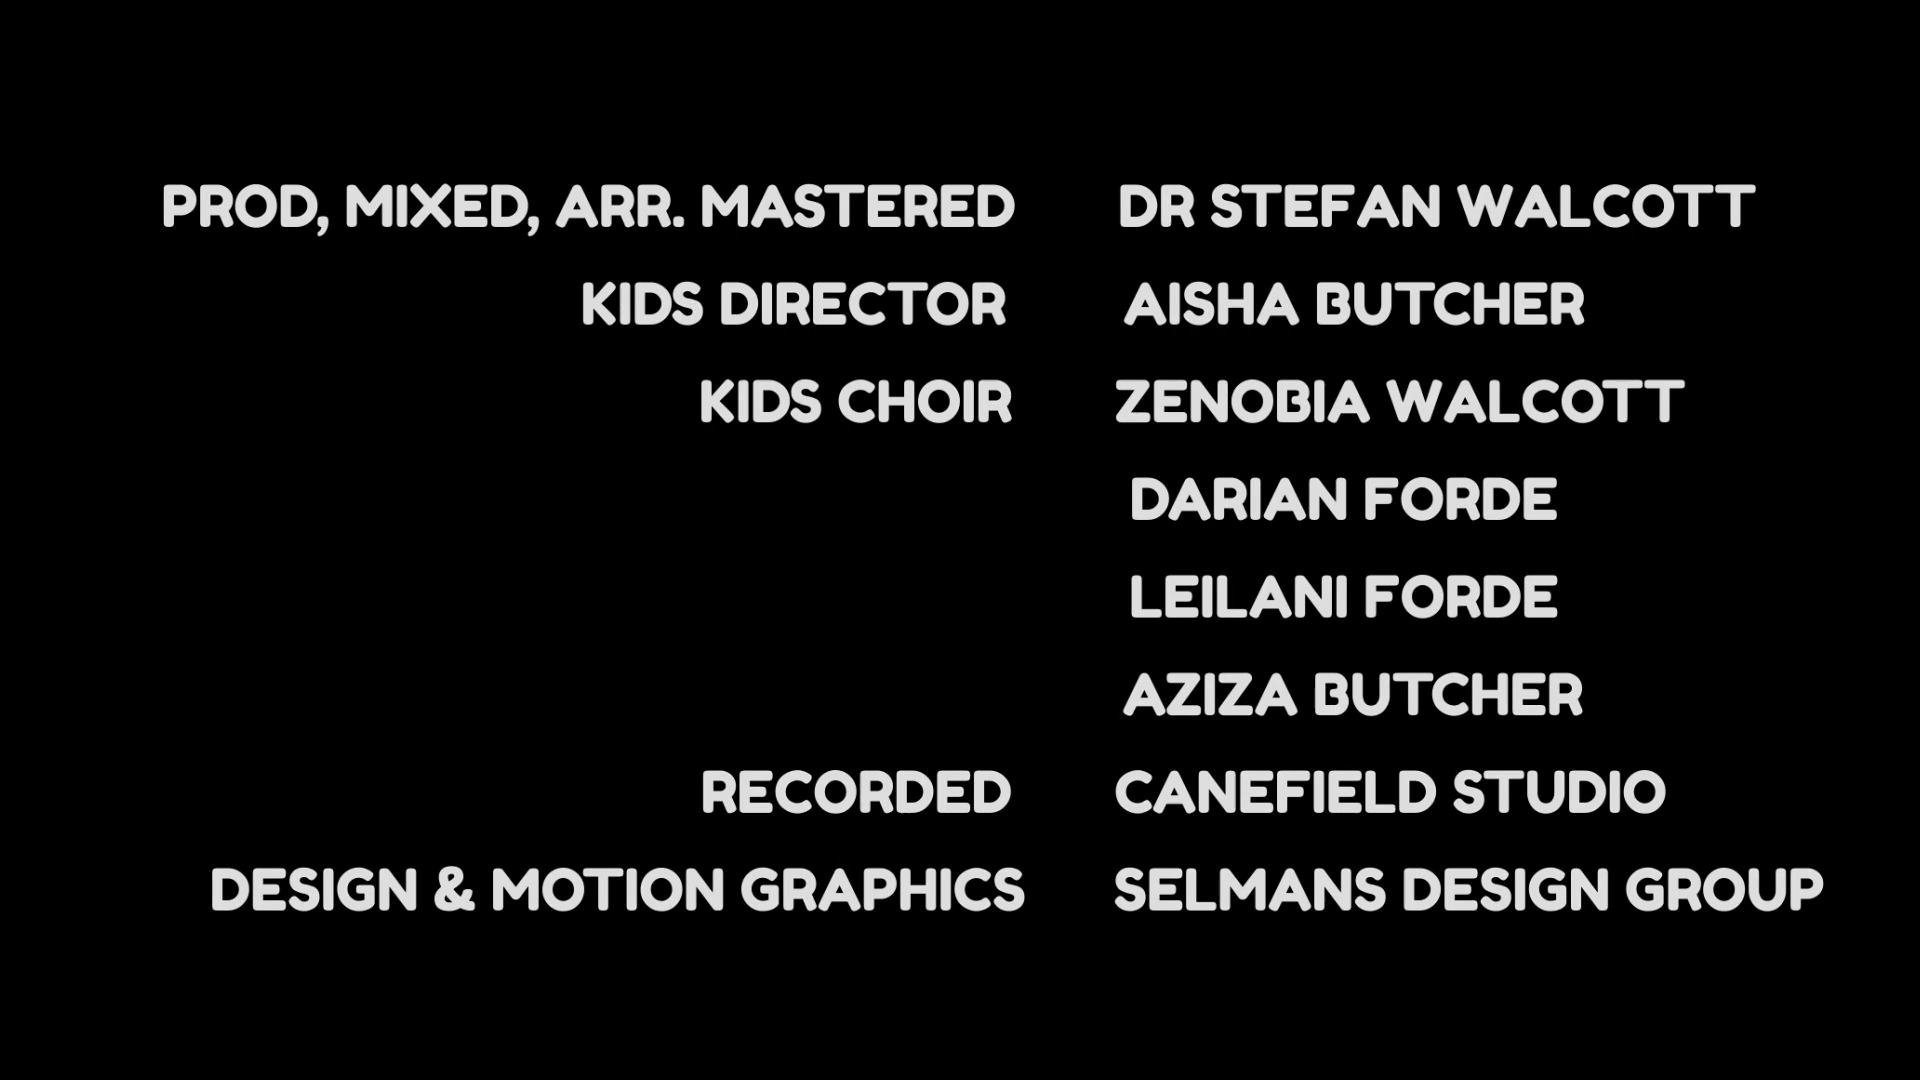 PROD, MIXED, ARR. MASTERED DR STEFAN WALCOTT
KIDS DIRECTOR AISHA BUTCHER
KIDS CHOIR ZENOBIA WALCOTT
DARIAN FORDE
LEILANI FORDE
AZIZA BUTCHER
RECORDED CANEFIELD STUDIO
DESIGN & MOTION GRAPHICS SELMANS DESIGN GROUP